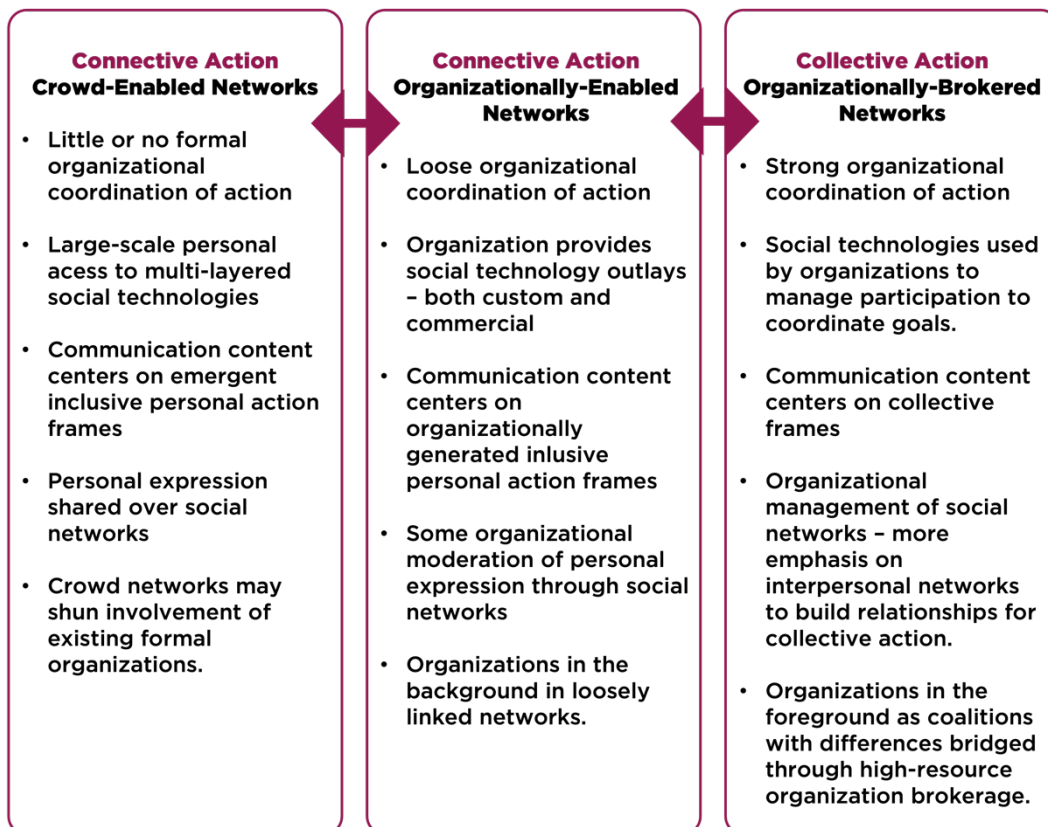 Connective Action
Crowd-Enabled Networks
• Little or no formal
organizational
coordination of action
• Large-scale personal
acess to multi-layered
social technologies
• Communication content
centers on emergent
inclusive personal action
frames
• Personal expression
shared over social
networks
• Crowd networks may
shun involvement of
existing formal
organizations.
Connective Action
Organizationally-Enabled
Networks
• Loose organizational
coordination of action
• Organization provides
social technology outlays
– both custom and
commercial
• Communication content
centers on
organizationally
generated inlusive
personal action frames
• Some organizational
moderation of personal
expression through social
networks
• Organizations in the
background in loosely
linked networks.
Collective Action
Organizationally-Brokered
Networks
• Strong organizational
coordination of action
• Social technologies used
by organizations to
manage participation to
coordinate goals.
• Communication content
centers on collective
frames
• Organizational
management of social
networks – more
emphasis on
interpersonal networks
to build relationships for
collective action.
• Organizations in the
foreground as coalitions
with differences bridged
through high-resource
organization brokerage.